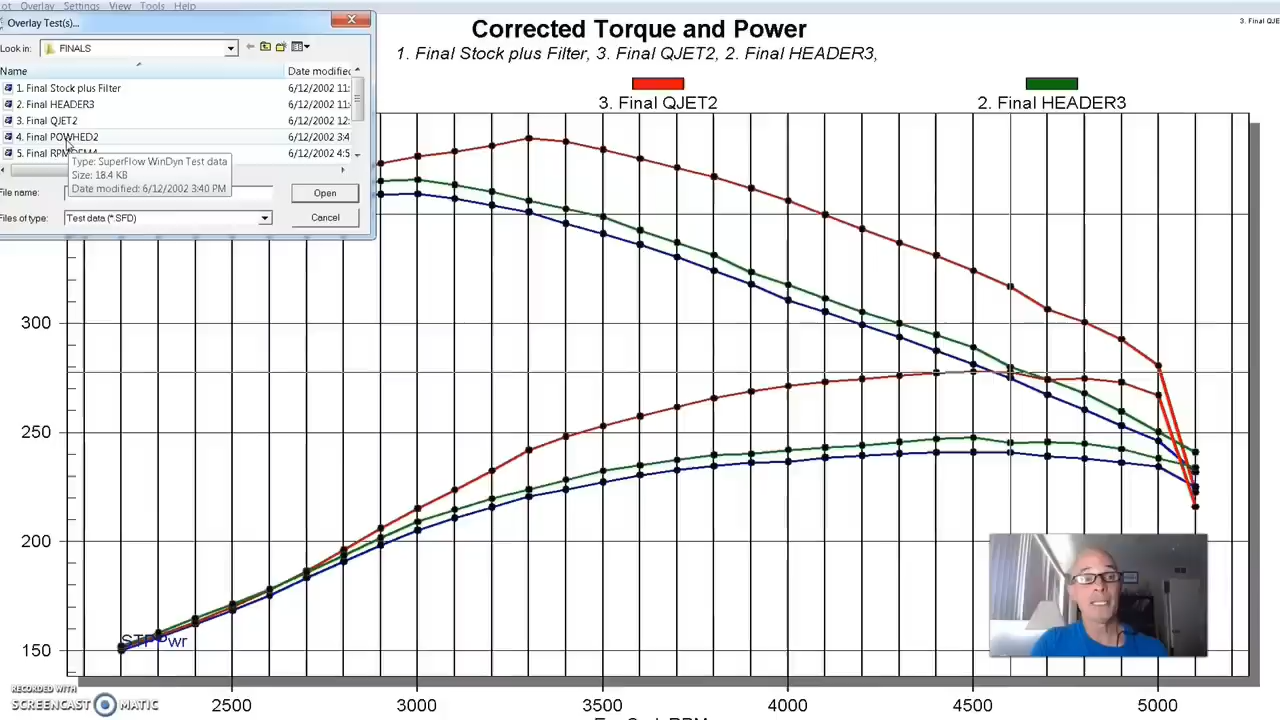 ot Overlay Settings View Tools Help
Overlay Test(s)...
Look in: FINALS
Name Date modified
1. Final Stock plus Filter 6/12/2002 11:
2. Final HEADER3 6/12/2002 11:
3. Final QJET2 6/12/2002 12:
4. Final POWHED2 6/12/2002 3:4
5. Final RPMPEM4 6/12/2002 4:5
Type: SuperFlow WinDyn Test data
Size: 18.4 KB
Date modified: 6/12/2002 3:40 PM
File name: Open
Files of type: Test data (*.SFD) Cancel
Corrected Torque and Power
3. Final QJE
1. Final Stock plus Filter, 3. Final QJET2, 2. Final HEADER3,
3. Final QJET2
2. Final HEADER3
300
250
200
150
STPPwr
2500 3000 3500 4000 4500 5000
RECORDED WITH
SCREENCAST MATIC